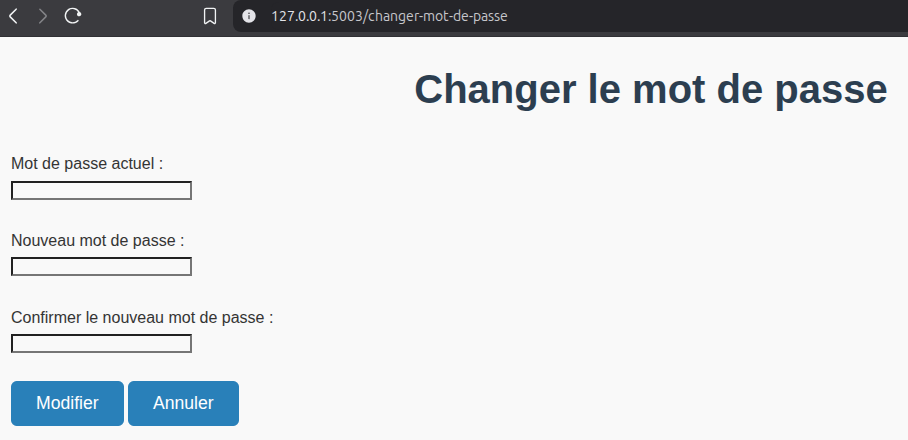 127.0.0.1:5003/changer-mot-de-passe
Changer le mot de passe
Mot de passe actuel :
Nouveau mot de passe :
Confirmer le nouveau mot de passe :
Modifier Annuler